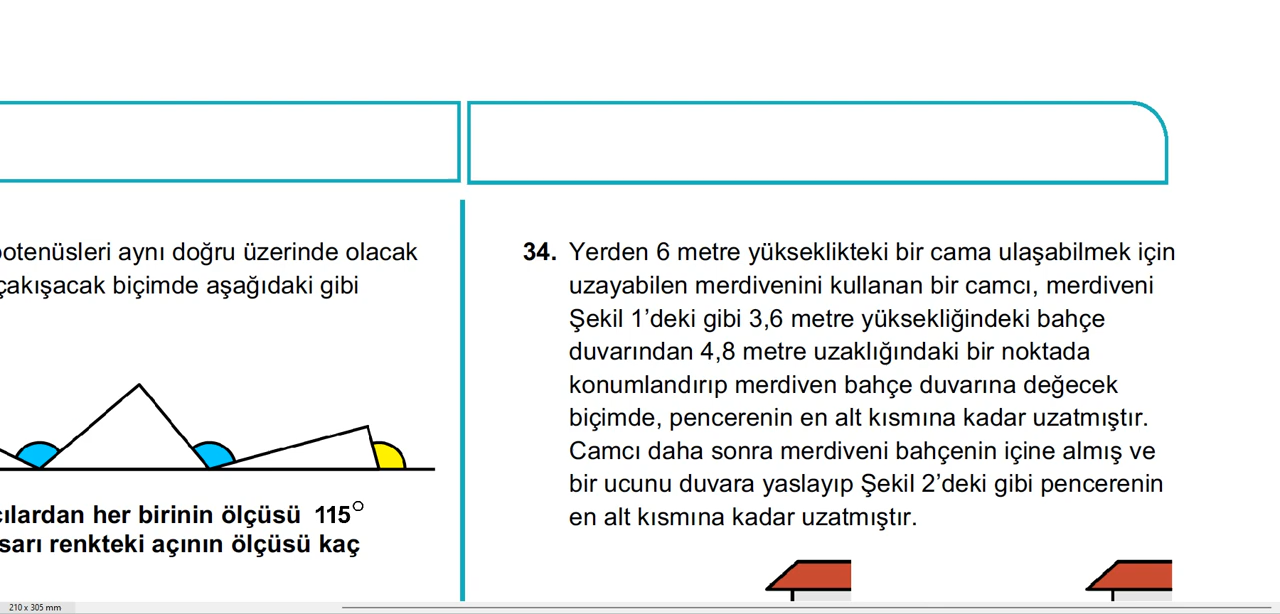 potenüsleri aynı doğru üzerinde olacak
çakışacak biçimde aşağıdaki gibi
115°
cılardan her birinin ölçüsü
sarı renkteki açının ölçüsü kaç
34. Yerden 6 metre yükseklikteki bir cama ulaşabilmek için
uzayabilen merdivenini kullanan bir camcı, merdiveni
Şekil 1’deki gibi 3,6 metre yüksekliğindeki bahçe
duvarından 4,8 metre uzaklığındaki bir noktada
konumlandırıp merdiven bahçe duvarına değecek
biçimde, pencerenin en alt kısmına kadar uzatmıştır.
Camcı daha sonra merdiveni bahçenin içine almış ve
bir ucunu duvara yaslayıp Şekil 2’deki gibi pencerenin
en alt kısmına kadar uzatmıştır.
210 x 305 mm